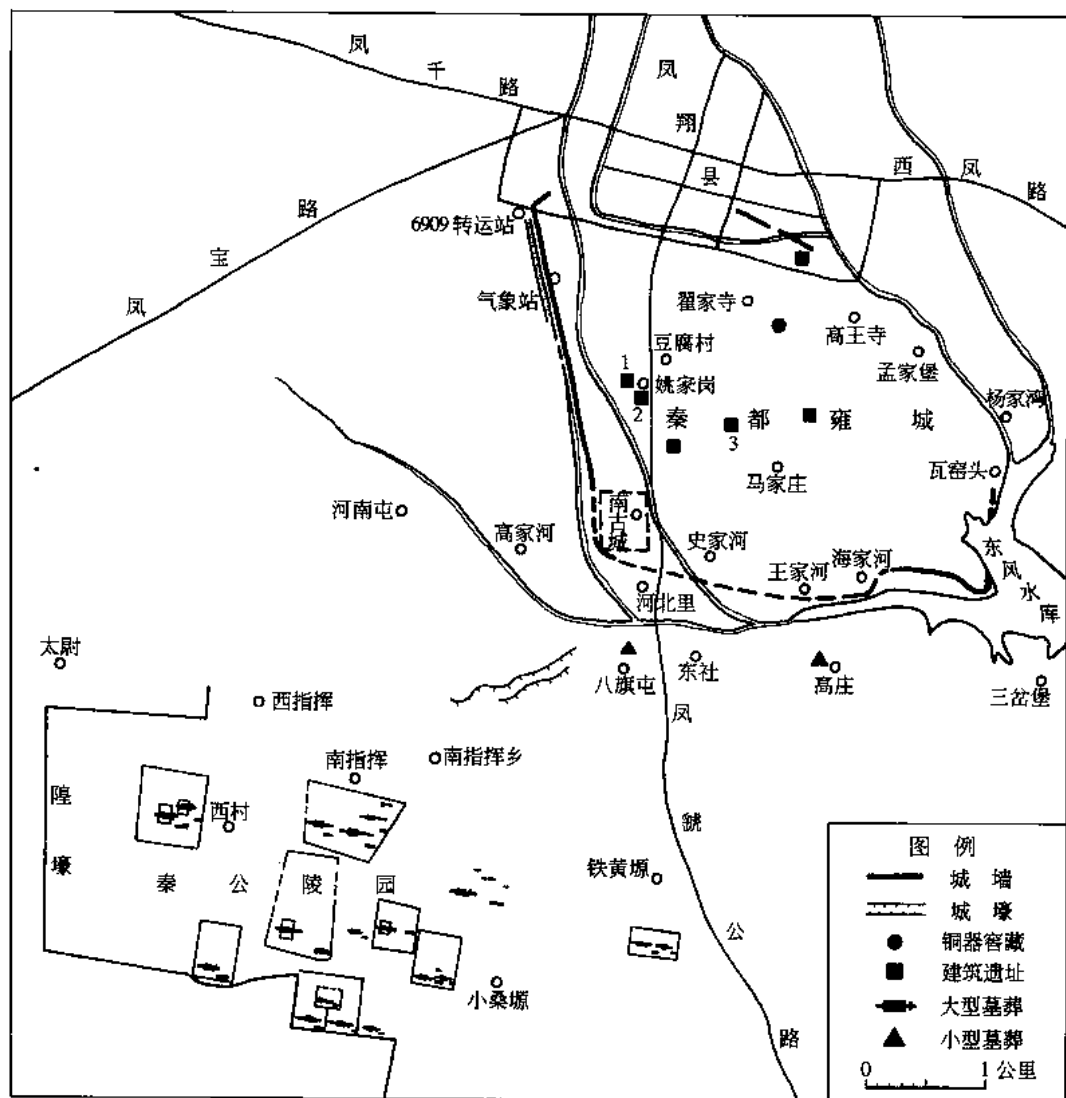 凤千路
凤翔县
西凤路
凤宝路
6909 转运站
气象站
翟家寺
高王寺
豆腐村
孟家堡
1
姚家岗
2
杨家湾
秦都雍城
3
马家庄
瓦窑头
河南屯
南古城
高家河
史家河
东风水库
王家河
海家河
河北里
太尉
八旗屯
东社
高庄
三岔堡
西指挥
凤虢公路
南指挥
南指挥乡
隍壕
西村
秦公陵园
铁黄塬
小桑塬
图例
城墙
城壕
铜器窖藏
建筑遗址
大型墓葬
小型墓葬
0 1 公里